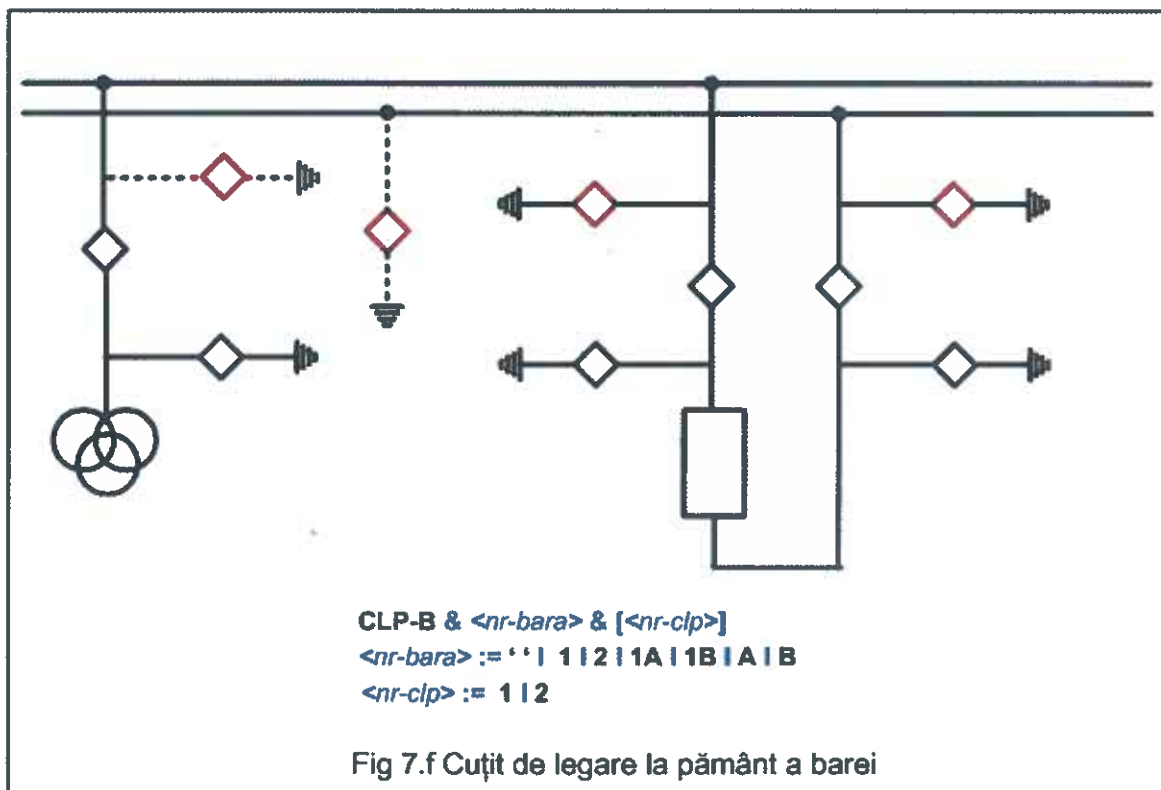 CLP-B & <nr-bara> & [<nr-clp>]
<nr-bara> := ‘ ‘ | 1 | 2 | 1A | 1B | A | B
<nr-clp> := 1 | 2
Fig 7.f Cuțit de legare la pământ a barei